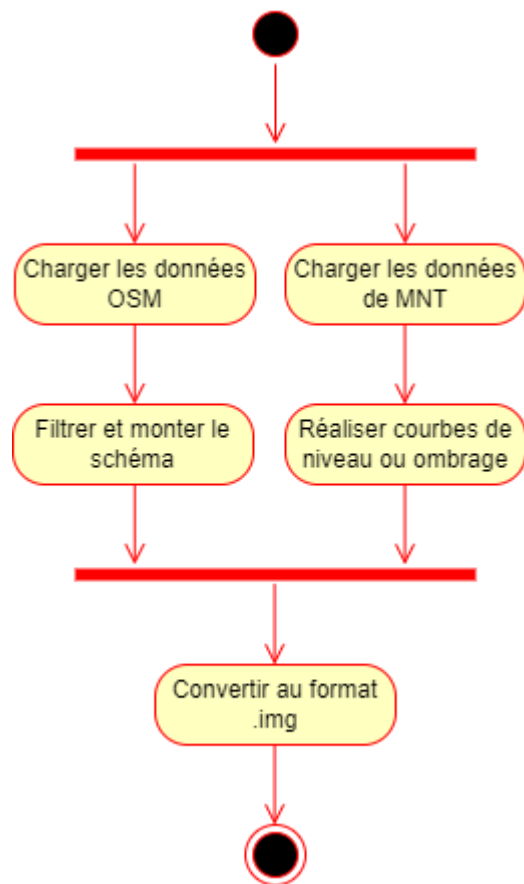 Charger les données
OSM
Charger les données
de MNT
Filtrer et monter le
schéma
Réaliser courbes de
niveau ou ombrage
Convertir au format
.img